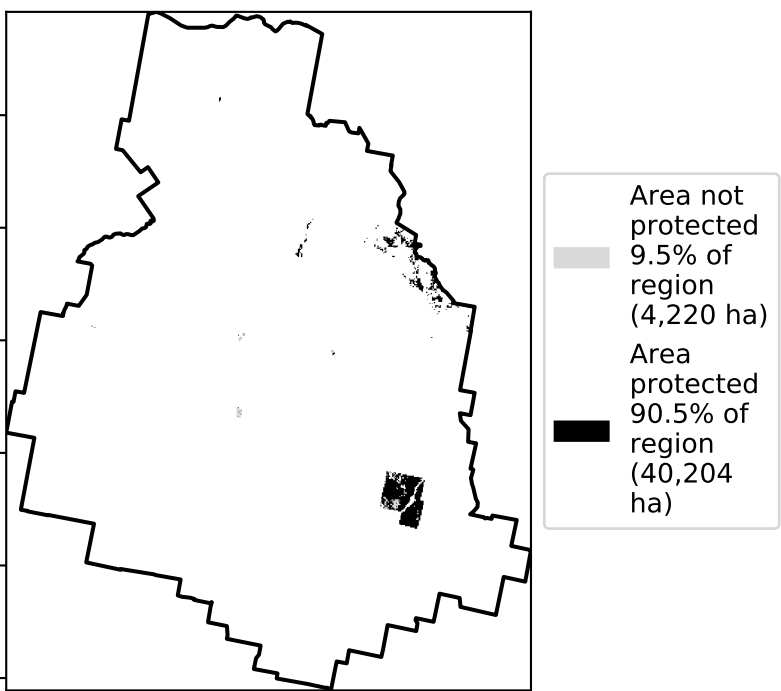 Area not
protected
9.5% of
region
(4,220 ha)
Area
protected
90.5% of
region
(40,204
ha)